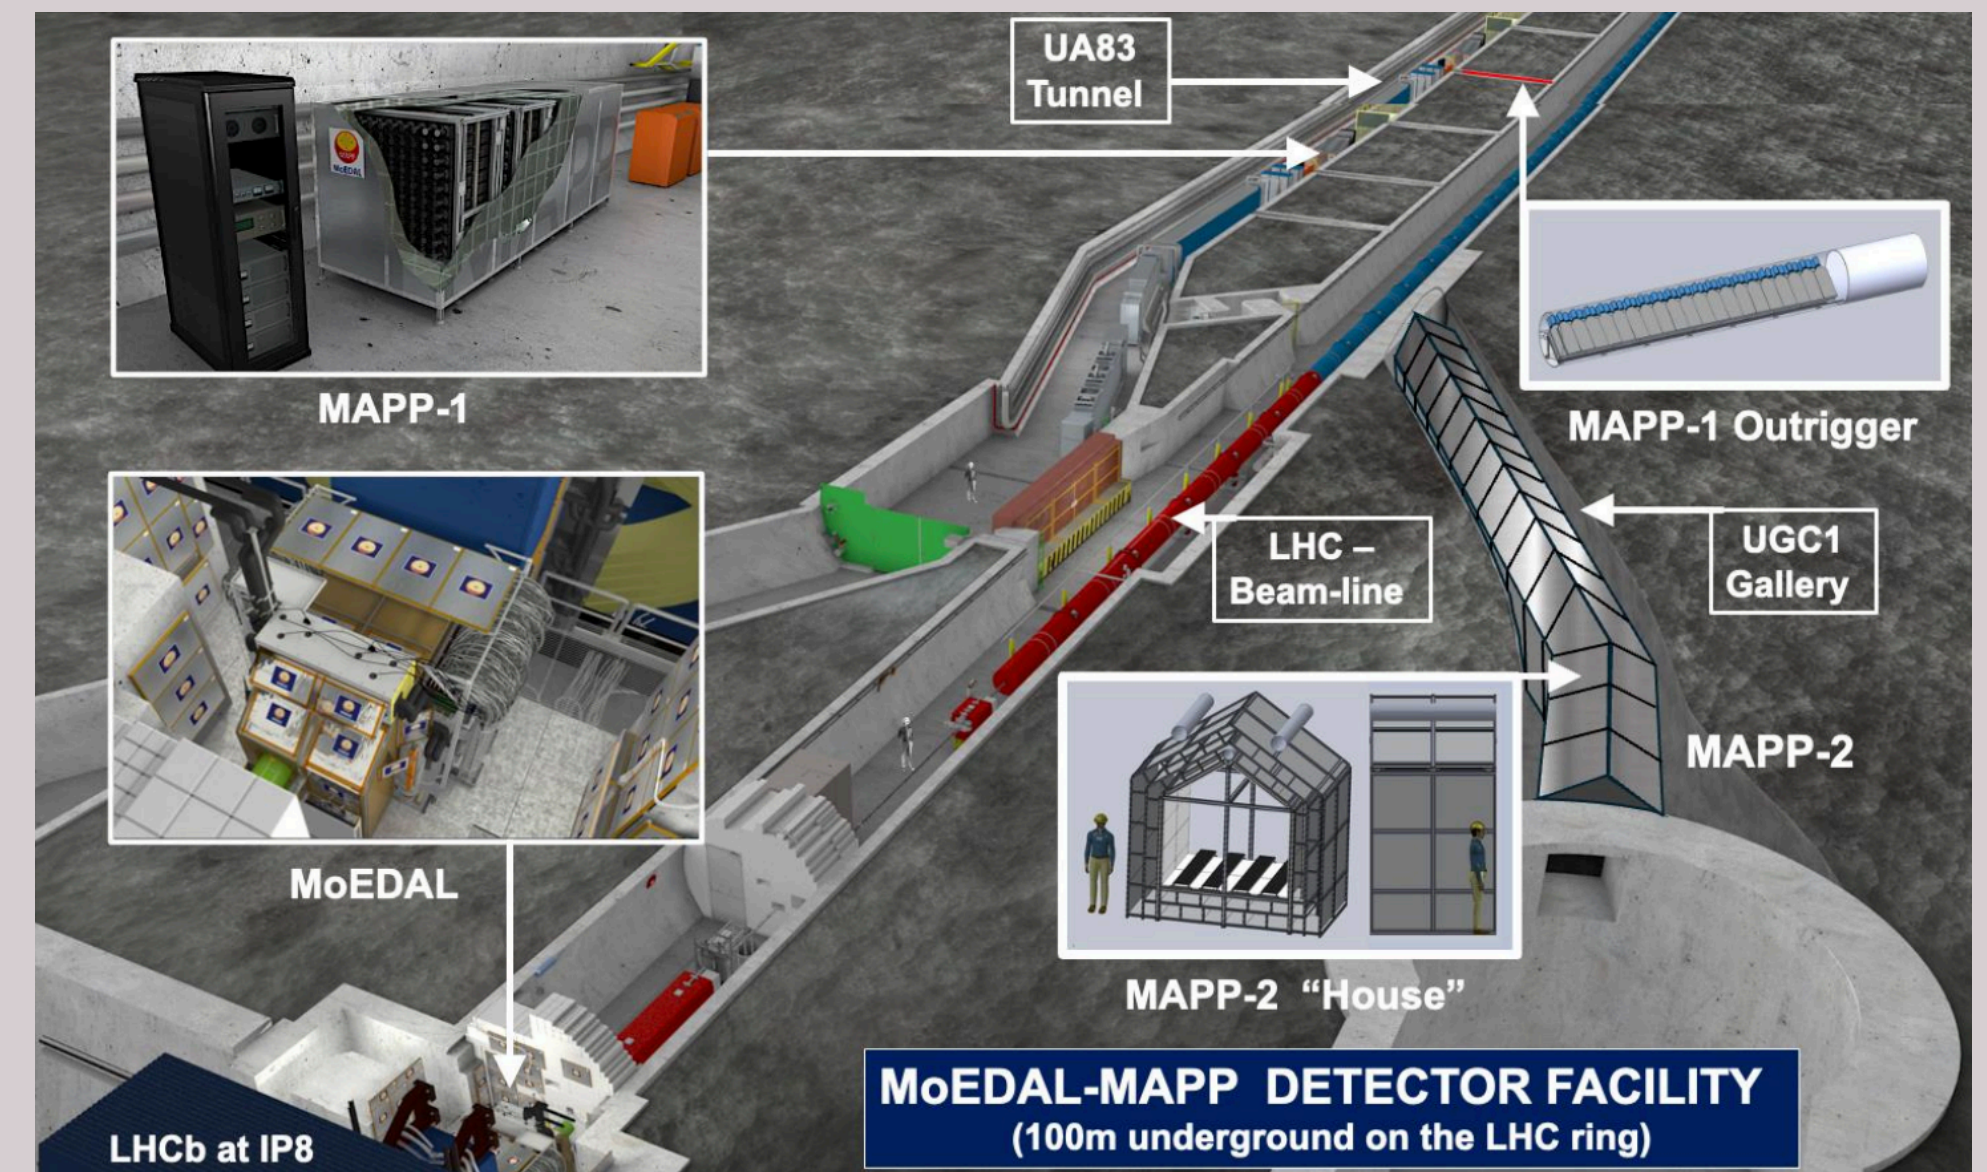 UA83
Tunnel
MoEDAL
MAPP-1
MAPP-1 Outrigger
LHC –
Beam-line
UGC1
Gallery
MAPP-2
MoEDAL
MAPP-2 “House”
MoEDAL-MAPP DETECTOR FACILITY
(100m underground on the LHC ring)
LHCb at IP8